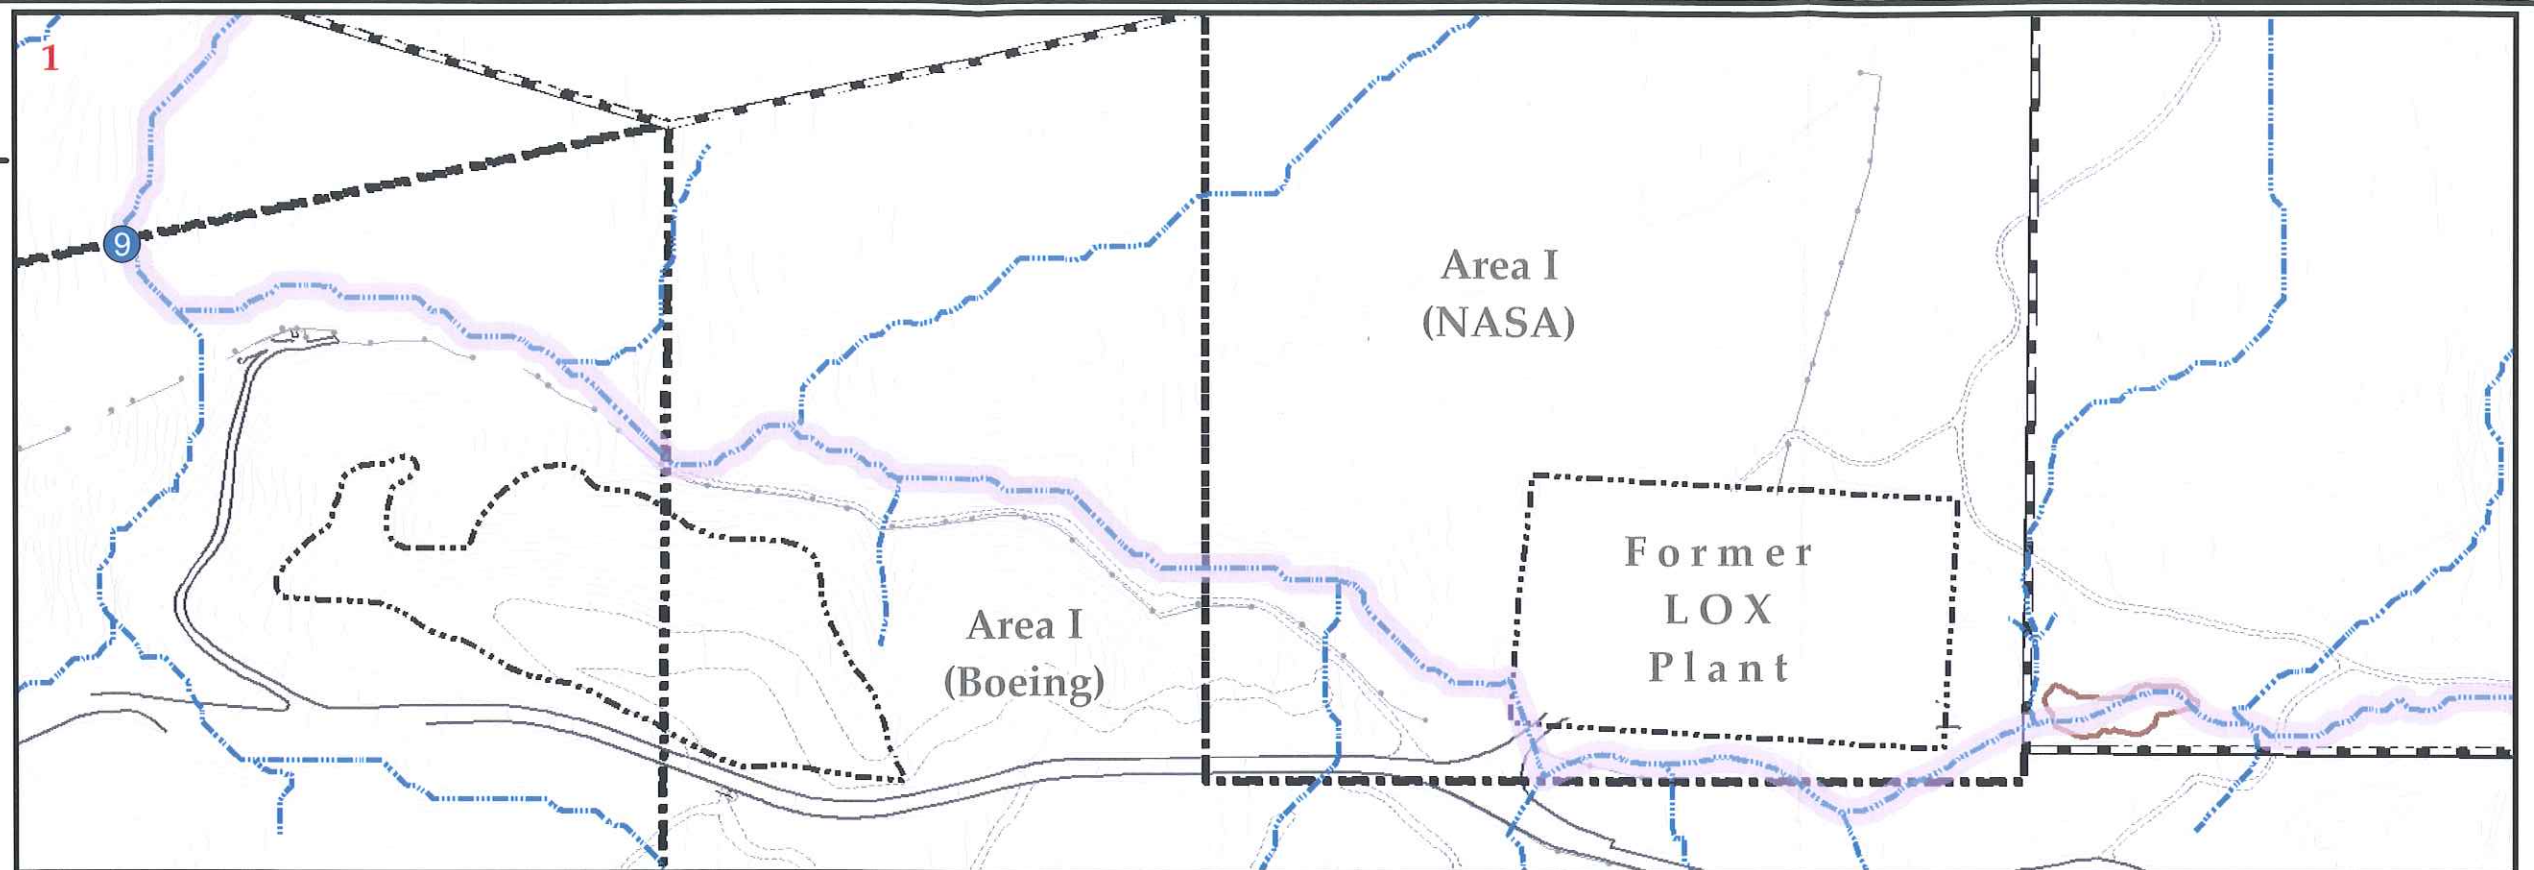 1
9
Area I
(NASA)
Former
LOX
Plant
Area I
(Boeing)